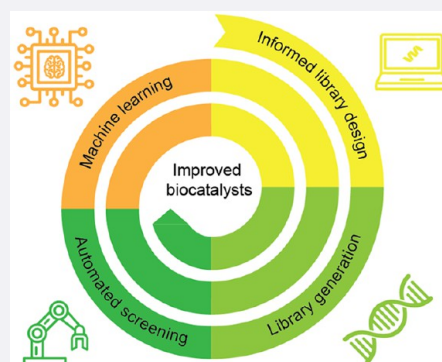 Informed library design
Machine learning
Improved
biocatalysts
Automated screening
Library generation